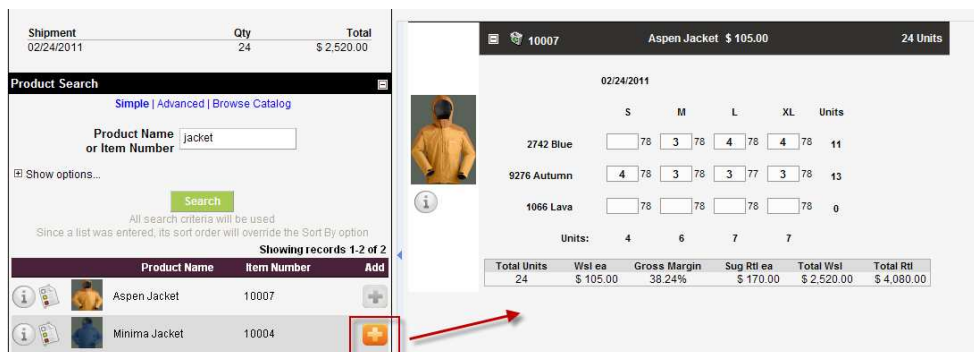 Shipment Qty Total
02/24/2011 24 $ 2,520.00
Product Search
Simple | Advanced | Browse Catalog
Product Name
or Item Number
jacket
Show options...
Search
All search criteria will be used
Since a list was entered, its sort order will override the Sort By option
Showing records 1-2 of 2
Product Name Item Number Add
Aspen Jacket 10007
Minima Jacket 10004
10007 Aspen Jacket $ 105.00 24 Units
02/24/2011
S M L XL Units
2742 Blue 78 3 78 4 78 4 78 11
9276 Autumn 4 78 3 78 3 77 3 78 13
1066 Lava 78 78 78 78 0
Units: 4 6 7 7
Total Units Wsl ea Gross Margin Sug Rtl ea Total Wsl Total Rtl
24 $ 105.00 38.24% $ 170.00 $ 2,520.00 $ 4,080.00